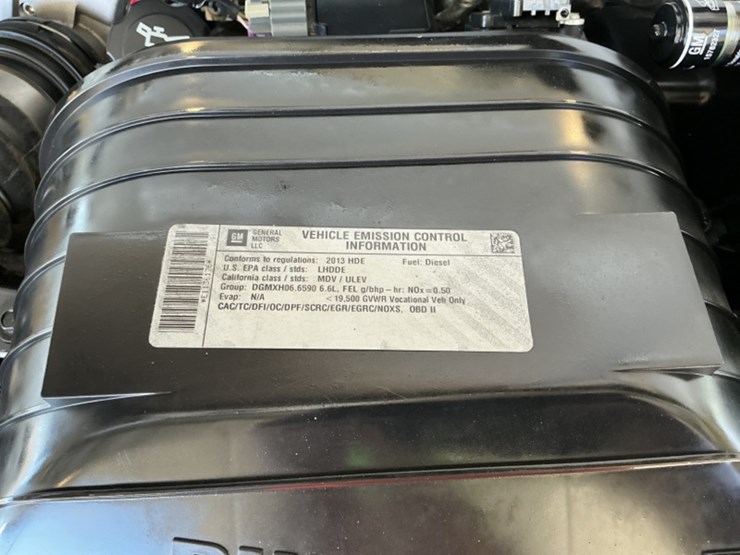 GM
GM
GENERAL
MOTORS
LLC
VEHICLE EMISSION CONTROL
INFORMATION
Conforms to regulations: 2013 HDE Fuel: Diesel
U.S. EPA class / stds: LHDDE
California class / stds: MDV / ULEV
Group: DGMXH06.6590 6.6L, FEL g/bhp - hr: NOx=0.50
Evap: N/A <19,500 GVWR Vocational Veh Only
CAC/TC/DFI/OC/DPF/SCRC/EGR/EGRC/NOXS, OBD II